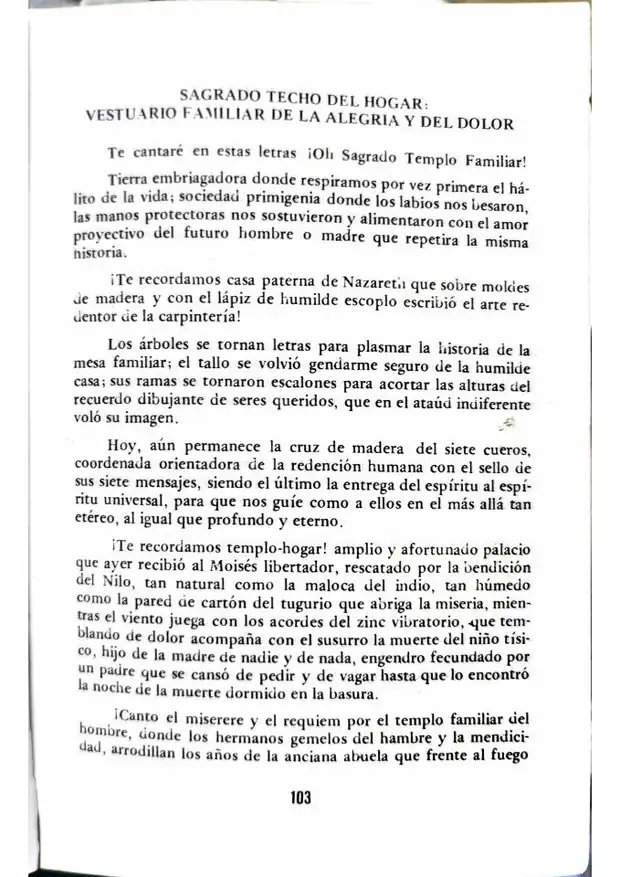 SAGRADO TECHO DEL HOGAR:
VESTUARIO FAMILIAR DE LA ALEGRIA Y DEL DOLOR
Te cantaré en estas letras ¡Oh Sagrado Templo Familiar!
Tierra embriagadora donde respiramos por vez primera el há-
lito de la vida; sociedad primigenia donde los labios nos besaron,
las manos protectoras nos sostuvieron y alimentaron con el amor
proyectivo del futuro hombre o madre que repetira la misma
historia.
¡Te recordamos casa paterna de Nazareth que sobre moldes
de madera y con el lápiz de humilde escoplo escribió el arte re-
dentor de la carpintería!
Los árboles se tornan letras para plasmar la historia de la
mesa familiar; el tallo se volvió gendarme seguro de la humilde
casa; sus ramas se tornaron escalones para acortar las alturas del
recuerdo dibujante de seres queridos, que en el ataúd indiferente
voló su imagen.
Hoy, aún permanece la cruz de madera del siete cueros,
coordenada orientadora de la redención humana con el sello de
sus siete mensajes, siendo el último la entrega del espíritu al espí-
ritu universal, para que nos guíe como a ellos en el más allá tan
etéreo, al igual que profundo y eterno.
¡Te recordamos templo-hogar! amplio y afortunado palacio
que ayer recibió al Moisés libertador, rescatado por la bendición
del Nilo, tan natural como la maloca del indio, tan húmedo
como la pared de cartón del tugurio que abriga la miseria, mien-
tras el viento juega con los acordes del zinc vibratorio, que tem-
blando de dolor acompaña con el susurro la muerte del niño tísi-
co, hijo de la madre de nadie y de nada, engendro fecundado por
un padre que se cansó de pedir y de vagar hasta que lo encontró
la noche de la muerte dormido en la basura.
¡Canto el miserere y el requiem por el templo familiar del
hombre, donde los hermanos gemelos del hambre y la mendici-
dad, arrodillan los años de la anciana abuela que frente al fuego
103